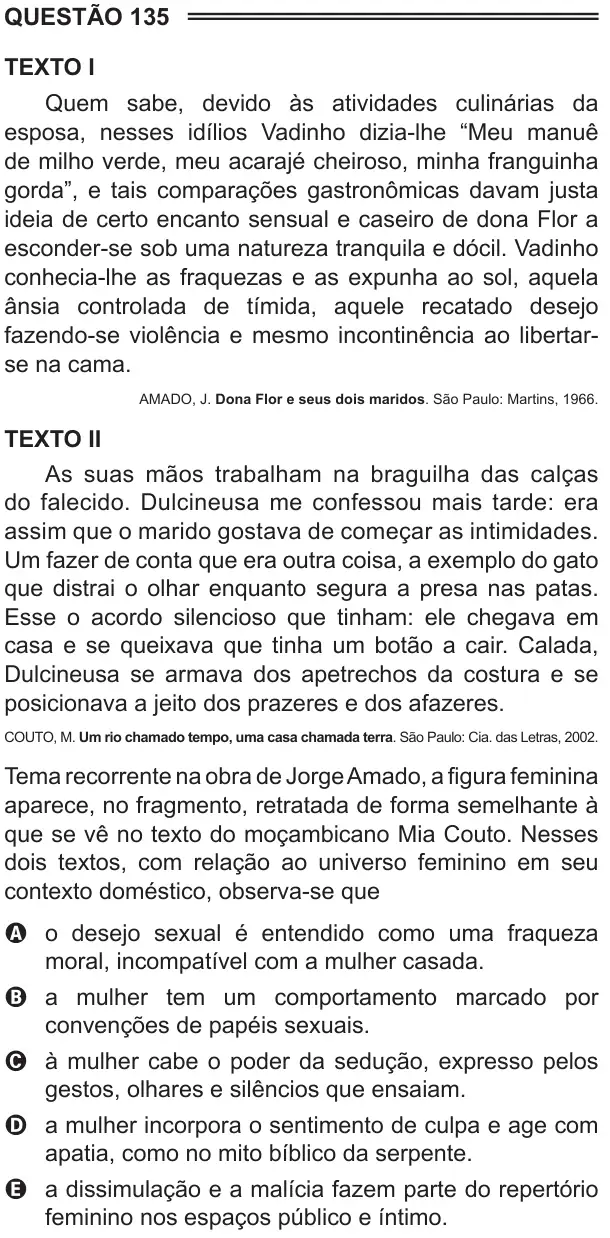 QUESTÃO 135
TEXTO I
Quem sabe, devido às atividades culinárias da
esposa, nesses idílios Vadinho dizia-lhe “Meu manuê
de milho verde, meu acarajé cheiroso, minha franguinha
gorda”, e tais comparações gastronômicas davam justa
ideia de certo encanto sensual e caseiro de dona Flor a
esconder-se sob uma natureza tranquila e dócil. Vadinho
conhecia-lhe as fraquezas e as expunha ao sol, aquela
ânsia controlada de tímida, aquele recatado desejo
fazendo-se violência e mesmo incontinência ao libertar-
se na cama.
AMADO, J. Dona Flor e seus dois maridos. São Paulo: Martins, 1966.
TEXTO II
As suas mãos trabalham na braguilha das calças
do falecido. Dulcineusa me confessou mais tarde: era
assim que o marido gostava de começar as intimidades.
Um fazer de conta que era outra coisa, a exemplo do gato
que distrai o olhar enquanto segura a presa nas patas.
Esse o acordo silencioso que tinham: ele chegava em
casa e se queixava que tinha um botão a cair. Calada,
Dulcineusa se armava dos apetrechos da costura e se
posicionava a jeito dos prazeres e dos afazeres.
COUTO, M. Um rio chamado tempo, uma casa chamada terra. São Paulo: Cia. das Letras, 2002.
Tema recorrente na obra de Jorge Amado, a figura feminina
aparece, no fragmento, retratada de forma semelhante à
que se vê no texto do moçambicano Mia Couto. Nesses
dois textos, com relação ao universo feminino em seu
contexto doméstico, observa-se que
A o desejo sexual é entendido como uma fraqueza
moral, incompatível com a mulher casada.
B a mulher tem um comportamento marcado por
convenções de papéis sexuais.
C à mulher cabe o poder da sedução, expresso pelos
gestos, olhares e silêncios que ensaiam.
D a mulher incorpora o sentimento de culpa e age com
apatia, como no mito bíblico da serpente.
E a dissimulação e a malícia fazem parte do repertório
feminino nos espaços público e íntimo.